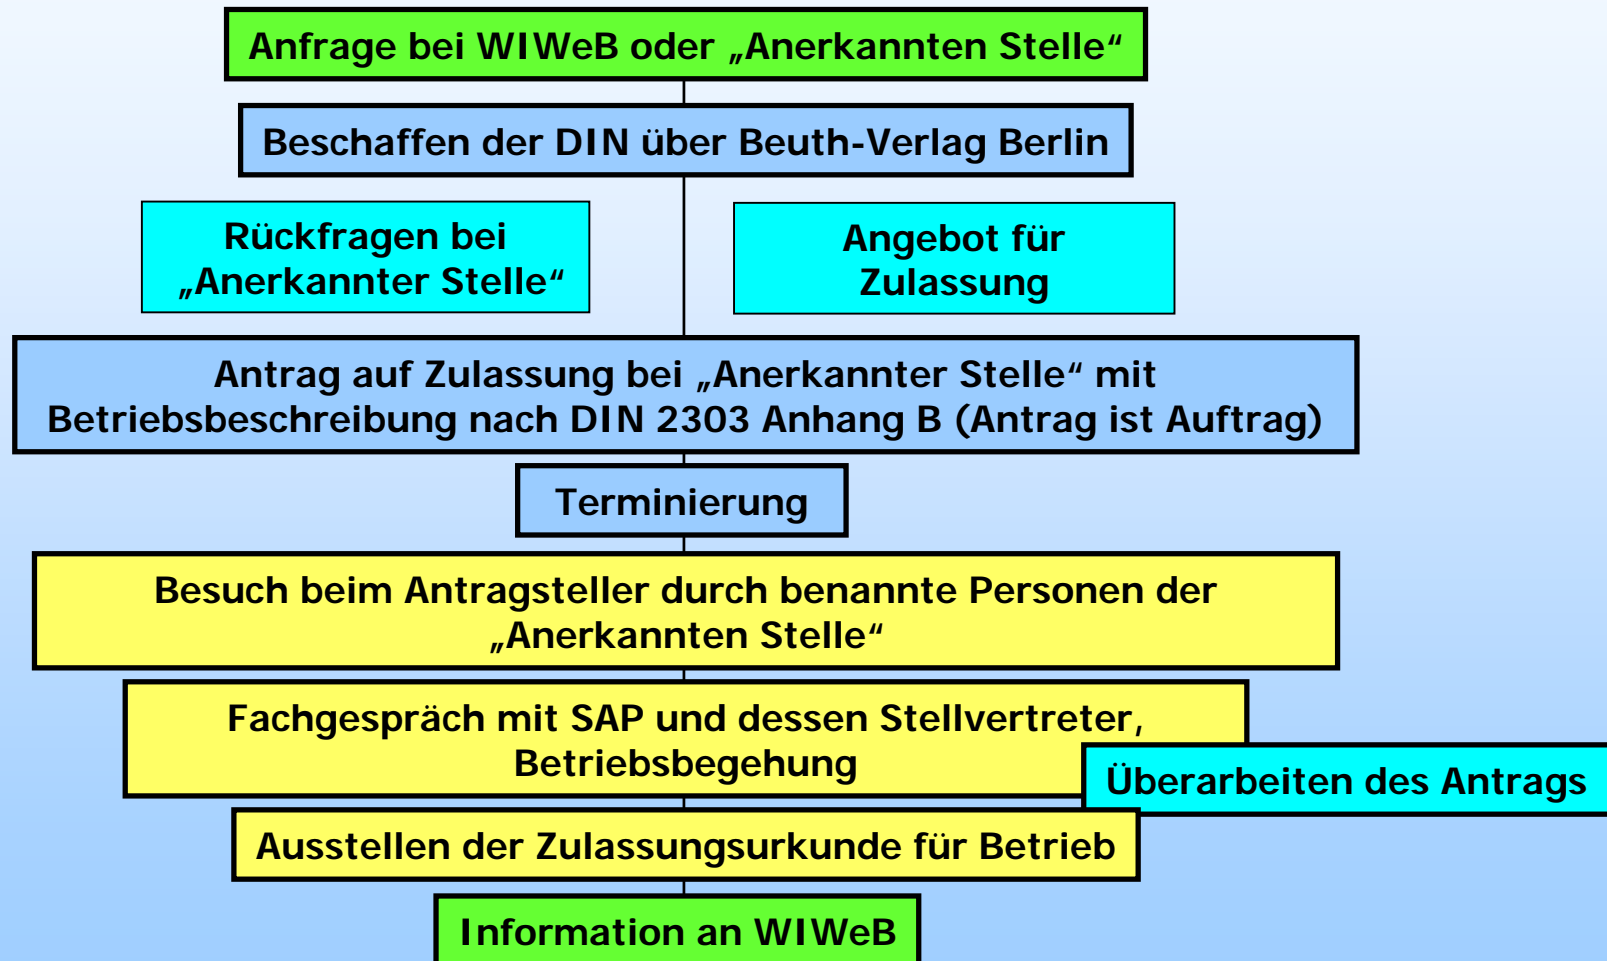 Anfrage bei WIWeB oder „Anerkannten Stelle“
Beschaffen der DIN über Beuth-Verlag Berlin
Rückfragen bei
„Anerkannter Stelle“
Angebot für
Zulassung
Antrag auf Zulassung bei „Anerkannter Stelle“ mit
Betriebsbeschreibung nach DIN 2303 Anhang B (Antrag ist Auftrag)
Terminierung
Besuch beim Antragsteller durch benannte Personen der
„Anerkannten Stelle“
Fachgespräch mit SAP und dessen Stellvertreter,
Betriebsbegehung
Überarbeiten des Antrags
Ausstellen der Zulassungsurkunde für Betrieb
Information an WIWeB